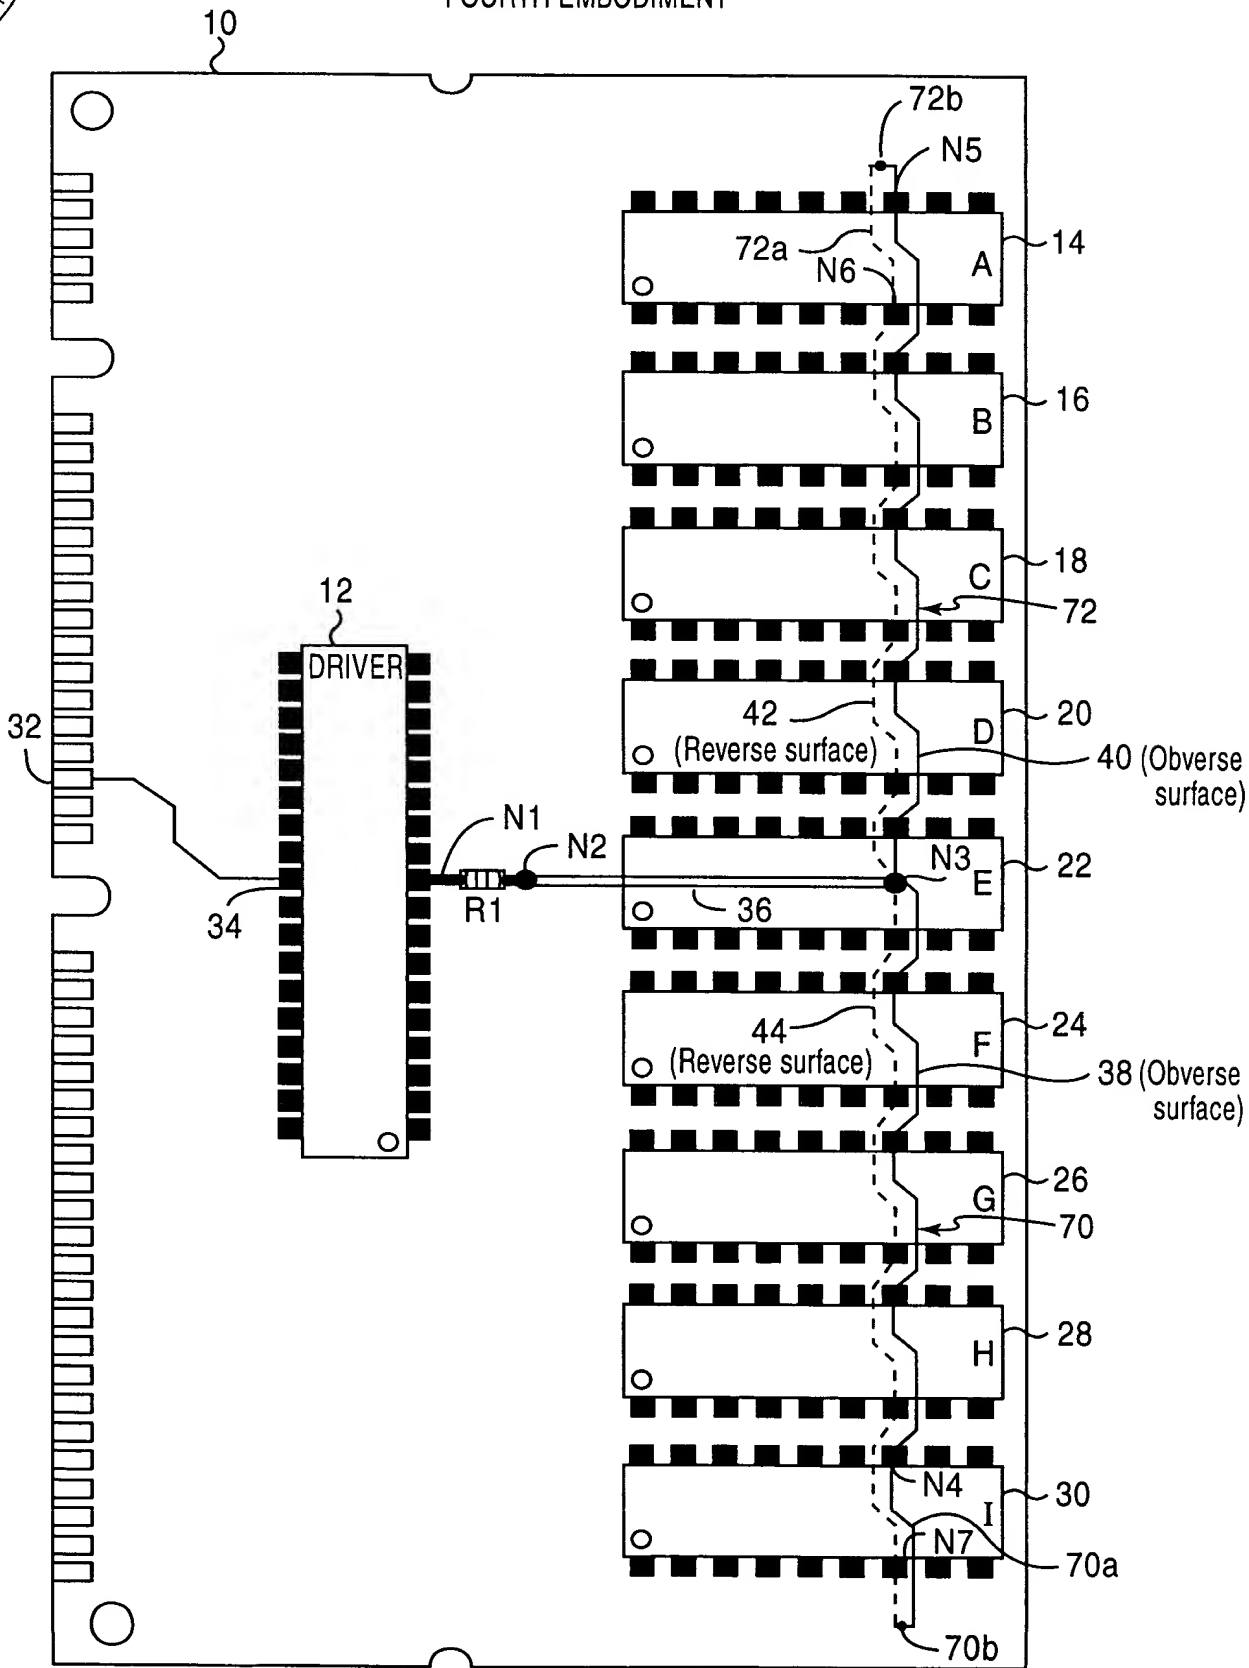 FOURTH EMBODIMENT
10
72b
N5
72a
N6
A
14
B
16
C
18
72
12
DRIVER
42
(Reverse surface)
D
20
40 (Obverse
surface)
32
N1
N2
N3
E
22
34
R1
36
44
(Reverse surface)
F
24
38 (Obverse
surface)
G
26
70
H
28
N4
I
30
N7
70a
70b